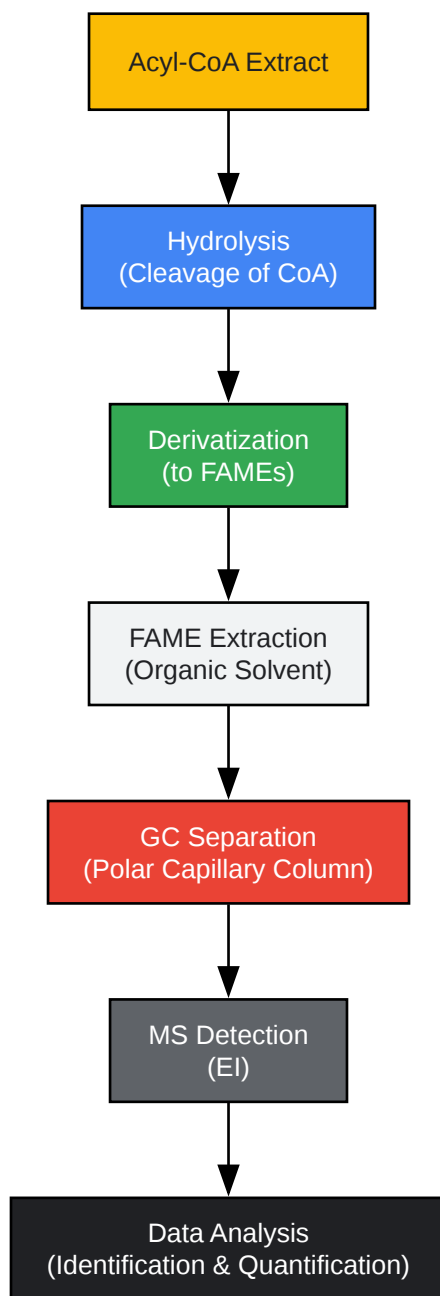 Acyl-CoA Extract
Hydrolysis
(Cleavage of CoA)
Derivatization
(to FAMEs)
FAME Extraction
(Organic Solvent)
GC Separation
(Polar Capillary Column)
MS Detection
(EI)
Data Analysis
(Identification & Quantification)